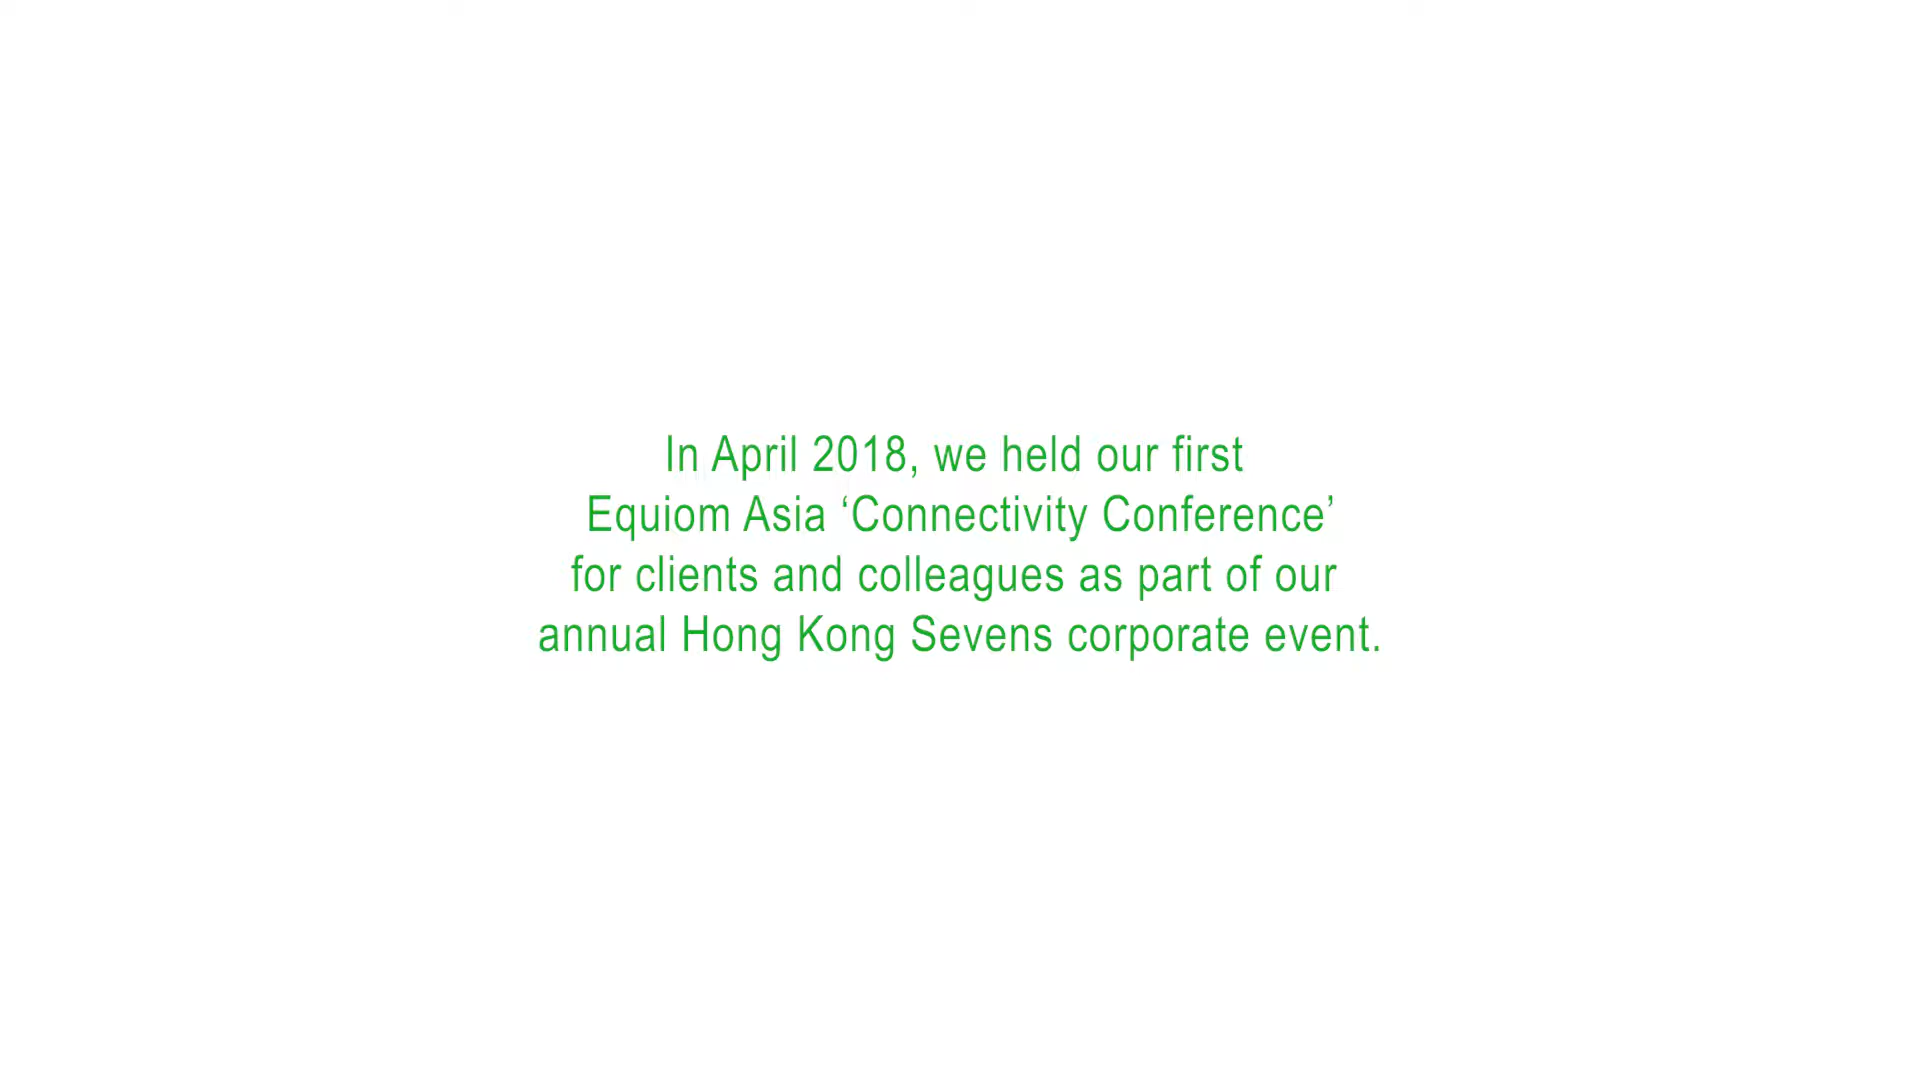 In April 2018, we held our first
Equiom Asia ‘Connectivity Conference’
for clients and colleagues as part of our
annual Hong Kong Sevens corporate event.